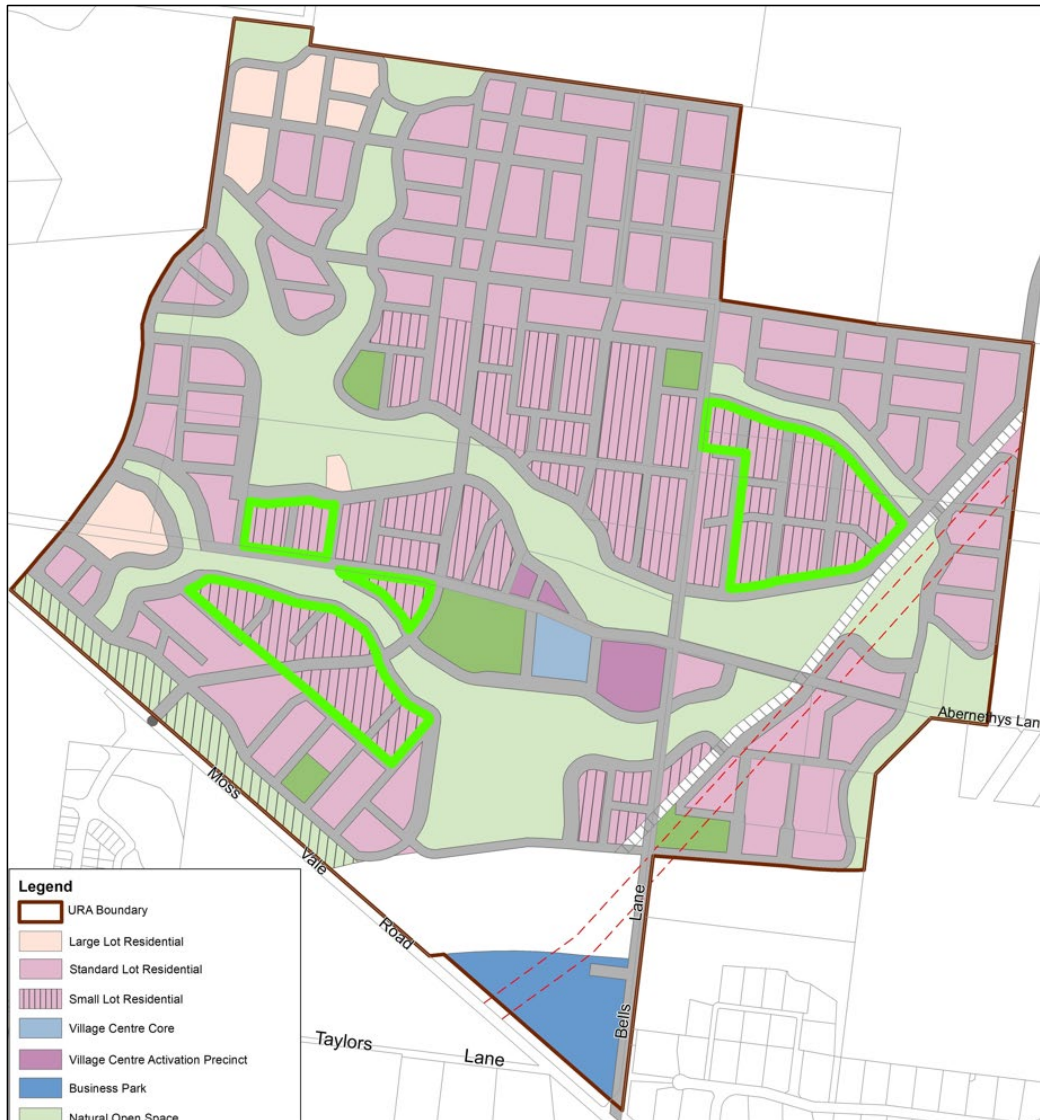 Abernethys Lane
Moss
Vale
Road
Lane
Bells
Taylors
Lane
Legend
URA Boundary
Large Lot Residential
Standard Lot Residential
Small Lot Residential
Village Centre Core
Village Centre Activation Precinct
Business Park
Natural Open Space